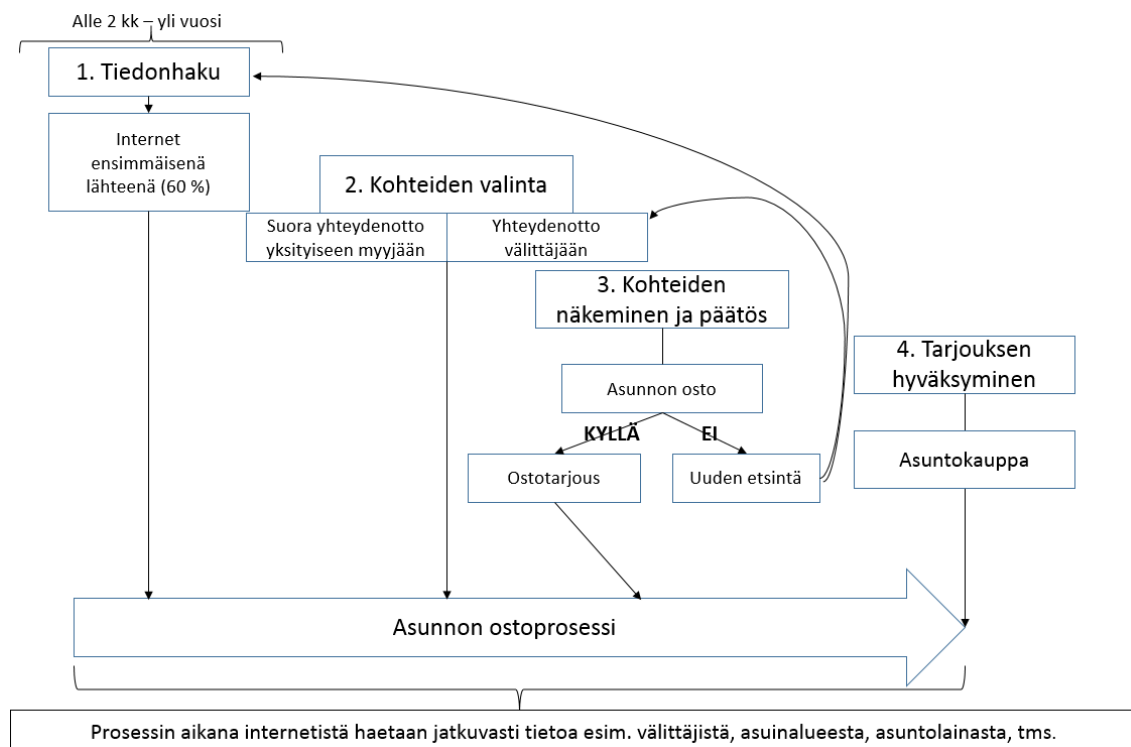 Alle 2 kk – yli vuosi
1. Tiedonhaku
Internet
ensimmäisenä
lähteenä (60 %)
2. Kohteiden valinta
Suora yhteydenotto
yksityiseen myyjään
Yhteydenotto
välittäjään
3. Kohteiden
näkeminen ja päätös
Asunnon osto
KYLLÄ
EI
Ostotarjous
Uuden etsintä
4. Tarjouksen
hyväksyminen
Asuntokauppa
Asunnon ostoprosessi
Prosessin aikana internetistä haetaan jatkuvasti tietoa esim. välittäjistä, asuinalueesta, asuntolainasta, tms.